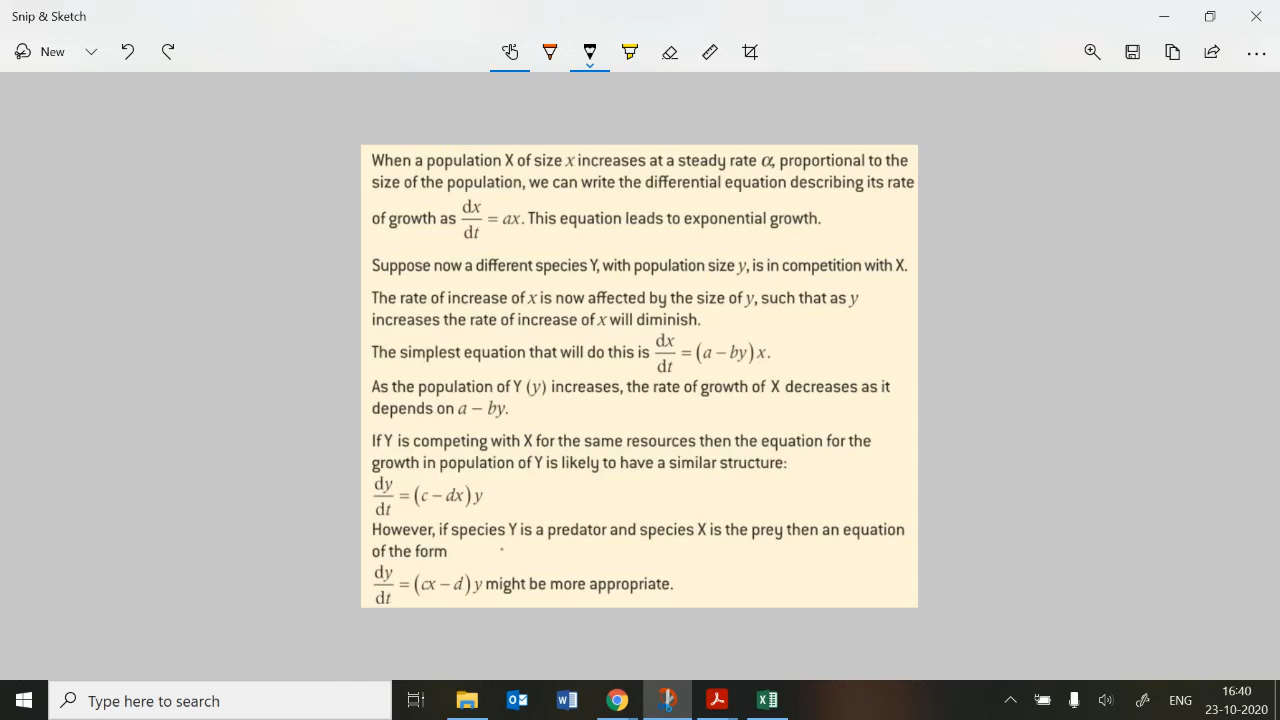 Snip & Sketch
New
When a population X of size x increases at a steady rate α, proportional to the
size of the population, we can write the differential equation describing its rate
of growth as dx/dt = ax. This equation leads to exponential growth.
Suppose now a different species Y, with population size y, is in competition with X.
The rate of increase of x is now affected by the size of y, such that as y
increases the rate of increase of x will diminish.
The simplest equation that will do this is dx/dt = (a − by) x.
As the population of Y (y) increases, the rate of growth of X decreases as it
depends on a − by.
If Y is competing with X for the same resources then the equation for the
growth in population of Y is likely to have a similar structure:
dy/dt = (c − dx) y
However, if species Y is a predator and species X is the prey then an equation
of the form
dy/dt = (cx − d) y might be more appropriate.
Type here to search
ENG
16:40
23-10-2020